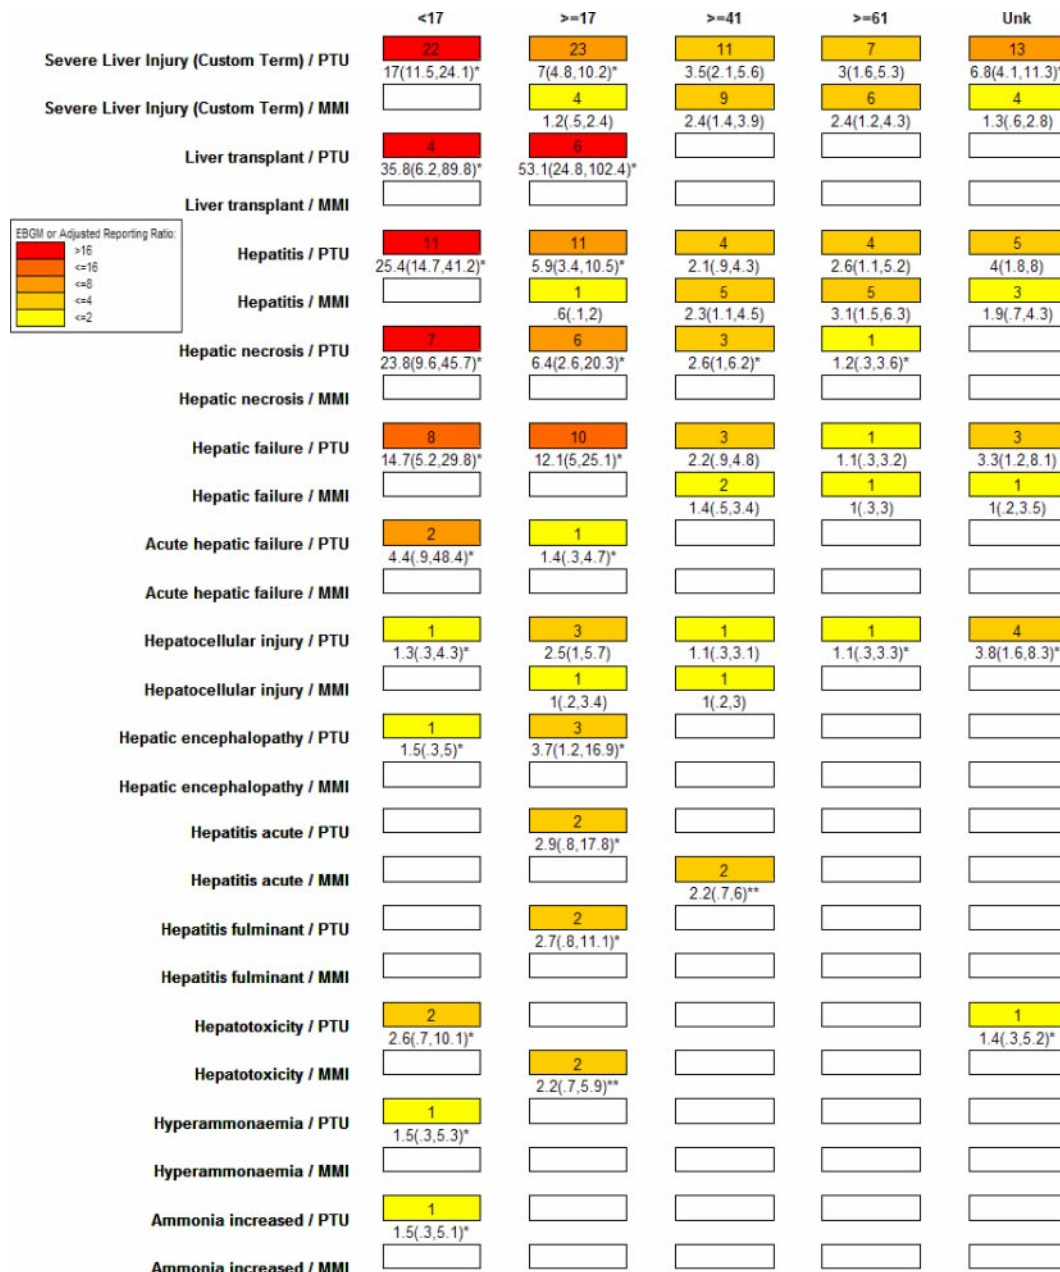 <17 >=17 >=41 >=61 Unk
Severe Liver Injury (Custom Term) / PTU 22 23 11 7 13
17(11.5,24.1)* 7(4.8,10.2)* 3.5(2.1,5.6) 3(1.6,5.3) 6.8(4.1,11.3)*
Severe Liver Injury (Custom Term) / MMI 4 9 6 4
1.2(.5,2.4) 2.4(1.4,3.9) 2.4(1.2,4.3) 1.3(.6,2.8)
Liver transplant / PTU 4 6
35.8(6.2,89.8)* 53.1(24.8,102.4)*
Liver transplant / MMI
EBGM or Adjusted Reporting Ratio:
>16
<=16
<=8
<=4
<=2
Hepatitis / PTU 11 11 4 4 5
25.4(14.7,41.2)* 5.9(3.4,10.5)* 2.1(.9,4.3) 2.6(1.1,5.2) 4(1.8,8)
Hepatitis / MMI 1 5 5 3
.6(.1,2) 2.3(1.1,4.5) 3.1(1.5,6.3) 1.9(.7,4.3)
Hepatic necrosis / PTU 7 6 3 1
23.8(9.6,45.7)* 6.4(2.6,20.3)* 2.6(1,6.2)* 1.2(.3,3.6)*
Hepatic necrosis / MMI
Hepatic failure / PTU 8 10 3 1 3
14.7(5.2,29.8)* 12.1(5,25.1)* 2.2(.9,4.8) 1.1(.3,3.2) 3.3(1.2,8.1)
Hepatic failure / MMI 2 1 1
1.4(.5,3.4) 1(.3,3) 1(.2,3.5)
Acute hepatic failure / PTU 2 1
4.4(.9,48.4)* 1.4(.3,4.7)*
Acute hepatic failure / MMI
Hepatocellular injury / PTU 1 3 1 1 4
1.3(.3,4.3)* 2.5(1,5.7) 1.1(.3,3.1) 1.1(.3,3.3)* 3.8(1.6,8.3)*
Hepatocellular injury / MMI 1 1
1(.2,3.4) 1(.2,3)
Hepatic encephalopathy / PTU 1 3
1.5(.3,5)* 3.7(1.2,16.9)*
Hepatic encephalopathy / MMI
Hepatitis acute / PTU 2
2.9(.8,17.8)*
Hepatitis acute / MMI 2
2.2(.7,6)**
Hepatitis fulminant / PTU 2
2.7(.8,11.1)*
Hepatitis fulminant / MMI
Hepatotoxicity / PTU 2 1
2.6(.7,10.1)* 1.4(.3,5.2)*
Hepatotoxicity / MMI 2
2.2(.7,5.9)**
Hyperammonaemia / PTU 1
1.5(.3,5.3)*
Hyperammonaemia / MMI
Ammonia increased / PTU 1
1.5(.3,5.1)*
Ammonia increased / MMI